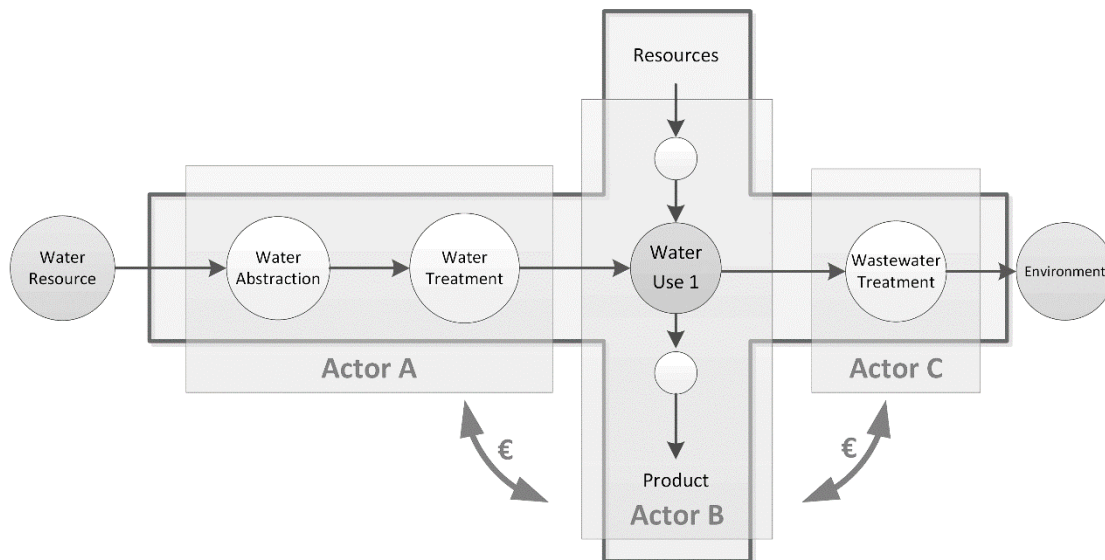 Resources
Water
Resource
Water
Abstraction
Water
Treatment
Water
Use 1
Wastewater
Treatment
Environment
Actor A
Actor C
€
€
Product
Actor B